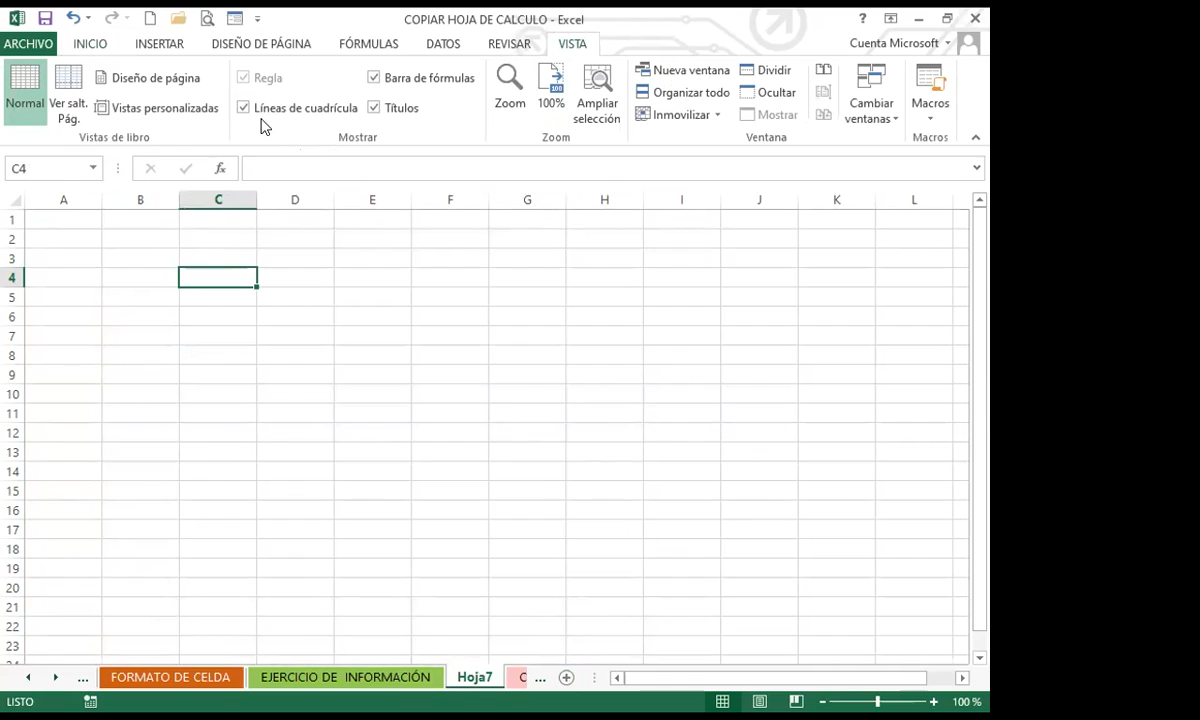 COPIAR HOJA DE CALCULO - Excel
?
ARCHIVO INICIO INSERTAR DISEÑO DE PÁGINA FÓRMULAS DATOS REVISAR VISTA Cuenta Microsoft
Normal
Ver salt. Pág.
Diseño de página
Vistas personalizadas
Vistas de libro
Regla
Barra de fórmulas
Líneas de cuadrícula
Títulos
Mostrar
Zoom
100%
100
Ampliar selección
Zoom
Nueva ventana
Organizar todo
Inmovilizar
Dividir
Ocultar
Mostrar
Cambiar ventanas
Ventana
Macros
Macros
C4 fx
A B C D E F G H I J K L
1
2
3
4
5
6
7
8
9
10
11
12
13
14
15
16
17
18
19
20
21
22
23
... FORMATO DE CELDA EJERCICIO DE INFORMACIÓN Hoja7 C ...
LISTO 100 %